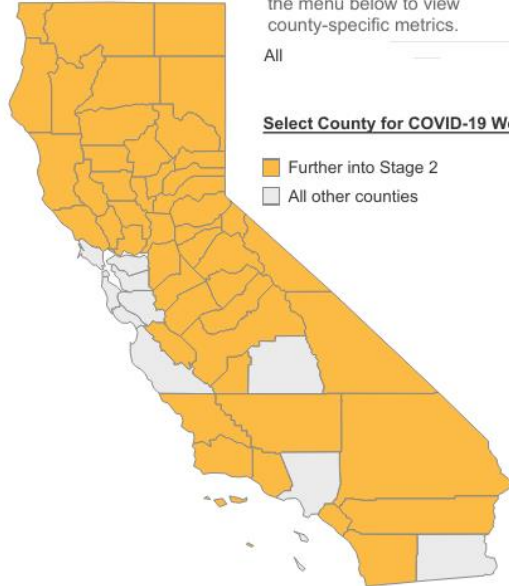 the menu below to view
county-specific metrics.
All
Select County for COVID-19
Further into Stage 2
All other counties